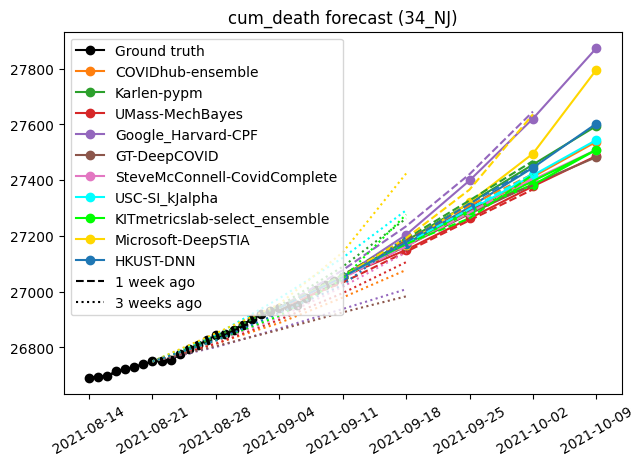 cum_death forecast (34_NJ)
Ground truth
COVIDhub-ensemble
Karlen-pypm
UMass-MechBayes
Google_Harvard-CPF
GT-DeepCOVID
SteveMcConnell-CovidComplete
USC-SI_kJalpha
KITmetricslab-select_ensemble
Microsoft-DeepSTIA
HKUST-DNN
1 week ago
3 weeks ago
27800
27600
27400
27200
27000
26800
2021-08-14
2021-08-21
2021-08-28
2021-09-04
2021-09-11
2021-09-18
2021-09-25
2021-10-02
2021-10-09